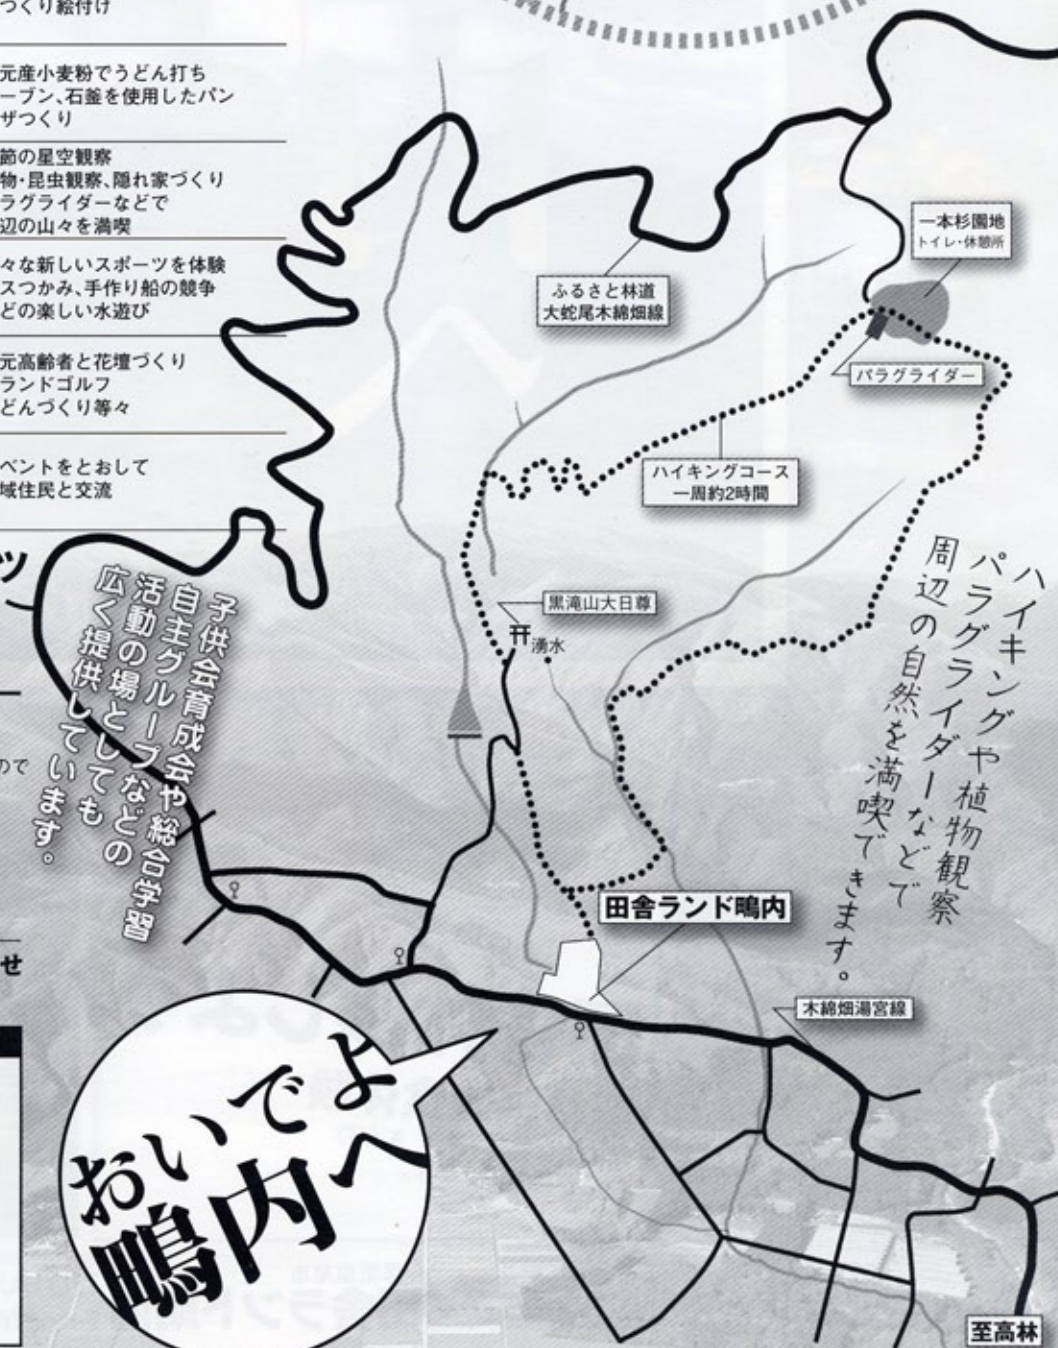 つくり絵付け
元産小麦粉でうどん打ち
ーブン、石釜を使用したパン
ザつくり
節の星空観察
物・昆虫観察、隠れ家づくり
ラグライダーなどで
辺の山々を満喫
々な新しいスポーツを体験
スつかみ、手作り船の競争
どの楽しい水遊び
元高齢者と花壇づくり
ランドゴルフ
どんづくり等々
ベントをとおして
域住民と交流
ッ
ので
せ
一本杉園地
トイレ・休憩所
ふるさと林道
大蛇尾木綿畑線
パラグライダー
ハイキングコース
一周約2時間
黒滝山大日尊
湧水
ハイキングや植物観察
パラグライダーなどで
周辺の自然を満喫できます。
子供会育成会や総合学習
自主グループなどの
活動の場としても
広く提供しています。
田舎ランド鴫内
木綿畑湯宮線
おいでよ
鴫内へ
至高林